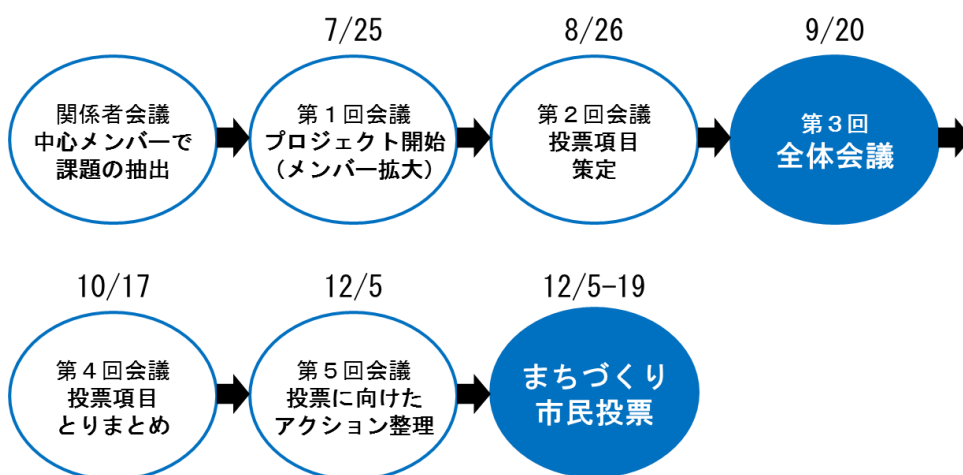 関係者会議
中心メンバーで
課題の抽出
7/25
第１回会議
プロジェクト開始
(メンバー拡大)
8/26
第２回会議
投票項目
策定
9/20
第３回
全体会議
10/17
第４回会議
投票項目
とりまとめ
12/5
第５回会議
投票に向けた
アクション整理
12/5-19
まちづくり
市民投票